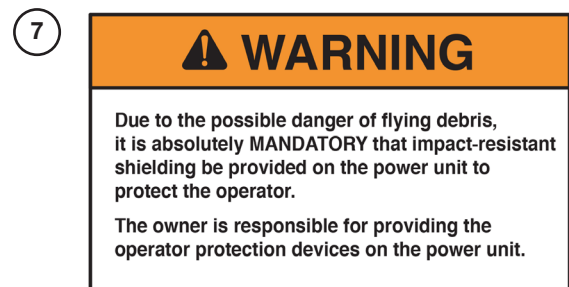 7
WARNING
Due to the possible danger of flying debris,
it is absolutely MANDATORY that impact-resistant
shielding be provided on the power unit to
protect the operator.
The owner is responsible for providing the
operator protection devices on the power unit.